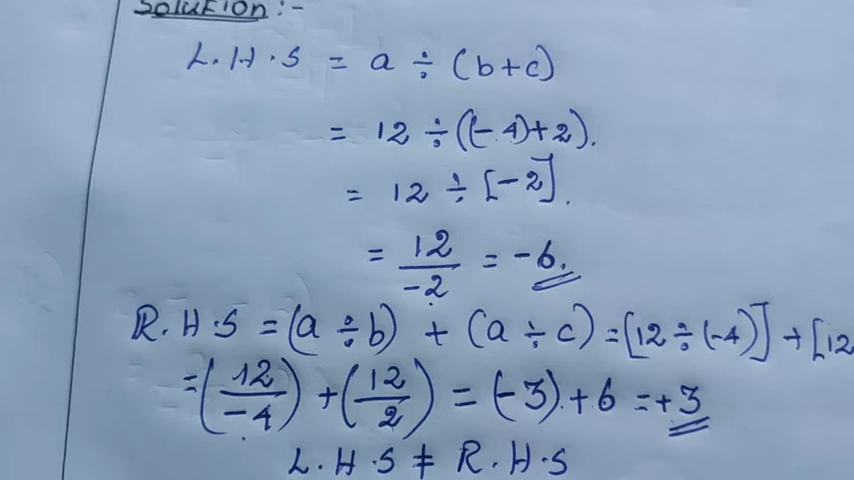 Solution :-
L.H.S = a ÷ (b+c)
= 12 ÷ ((-4)+2).
= 12 ÷ [-2].
= 12/-2 = -6.
R.H.S = (a ÷ b) + (a ÷ c) = [12 ÷ (-4)] + [12
= (12/-4) + (12/2) = (-3) + 6 = +3
L.H.S ≠ R.H.S